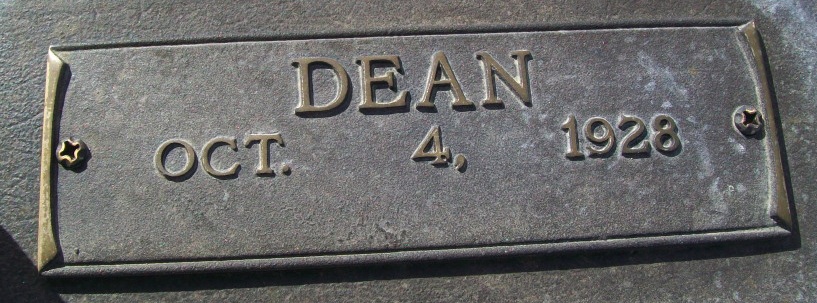 DEAN
OCT. 4, 1928